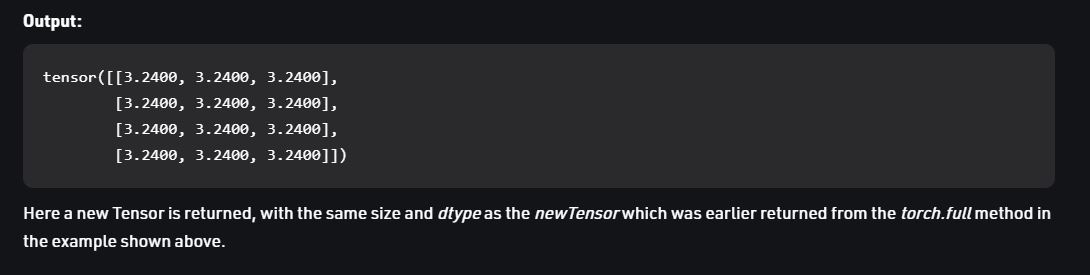 Output:
tensor([[3.2400, 3.2400, 3.2400],
        [3.2400, 3.2400, 3.2400],
        [3.2400, 3.2400, 3.2400],
        [3.2400, 3.2400, 3.2400]])
Here a new Tensor is returned, with the same size and dtype as the newTensor which was earlier returned from the torch.full method in
the example shown above.